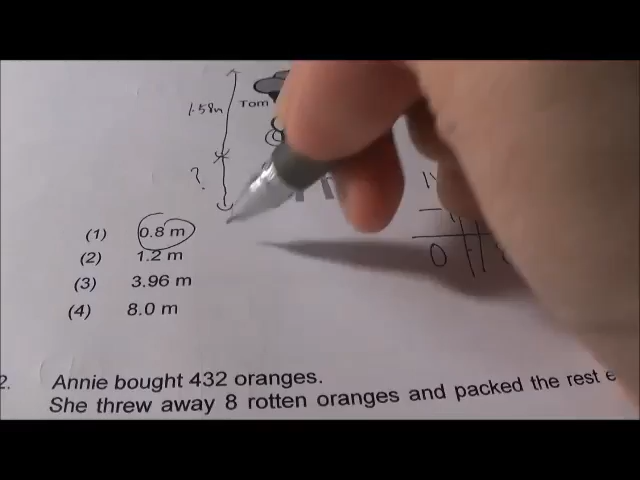 1.58m
Tom
?
(1) 0.8 m
(2) 1.2 m
(3) 3.96 m
(4) 8.0 m
2. Annie bought 432 oranges.
She threw away 8 rotten oranges and packed the rest